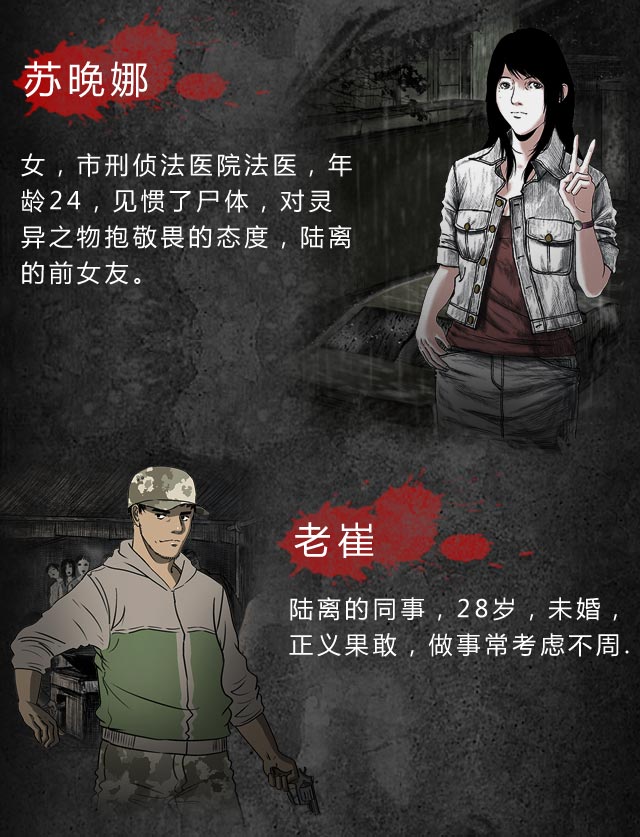 苏晚娜
女，市刑侦法医院法医，年
龄24，见惯了尸体，对灵
异之物抱敬畏的态度，陆离
的前女友。
老崔
陆离的同事，28岁，未婚，
正义果敢，做事常考虑不周.